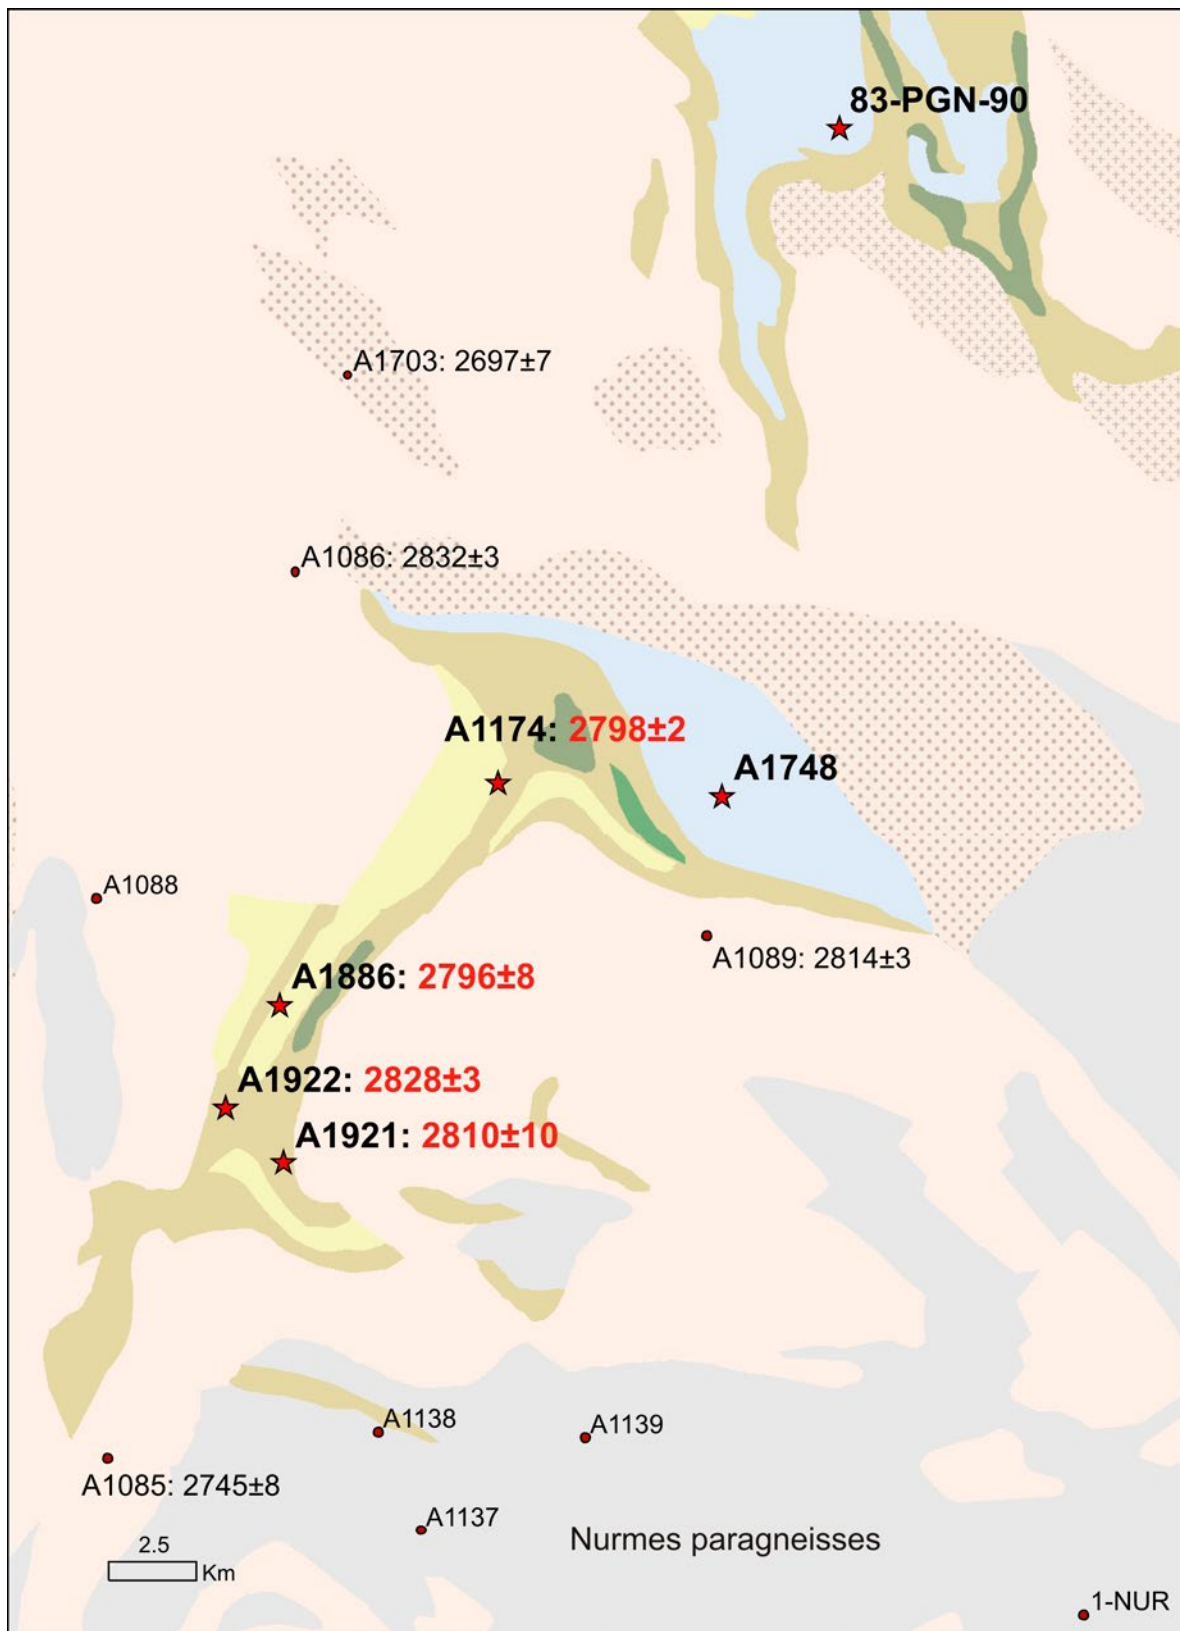 83-PGN-90
A1703: 2697±7
A1086: 2832±3
A1174: 2798±2
A1748
A1088
A1089: 2814±3
A1886: 2796±8
A1922: 2828±3
A1921: 2810±10
A1138
A1139
A1085: 2745±8
A1137
Nurmes paragneisses
2.5
Km
1-NUR